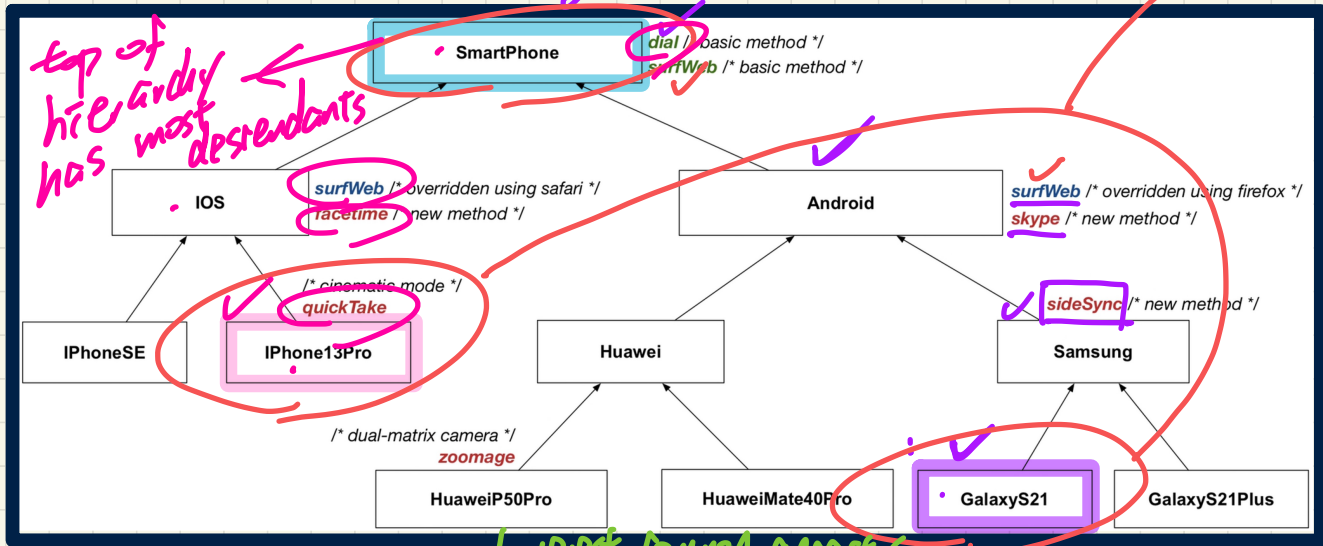 top of
hierarchy
has most
descendants
SmartPhone
dial /* basic method */
surfWeb /* basic method */
IOS
surfWeb /* overridden using safari */
facetime /* new method */
Android
surfWeb /* overridden using firefox */
skype /* new method */
/* cinematic mode */
quickTake
sideSync /* new method */
IPhoneSE
IPhone13Pro
Huawei
Samsung
/* dual-matrix camera */
zoomage
HuaweiP50Pro
HuaweiMate40Pro
GalaxyS21
GalaxyS21Plus